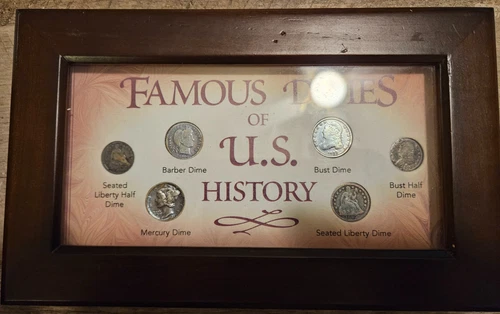 FAMOUS DIMES
OF
U.S.
HISTORY
Seated
Liberty Half
Dime
Barber Dime
Mercury Dime
Bust Dime
Seated Liberty Dime
Bust Half
Dime